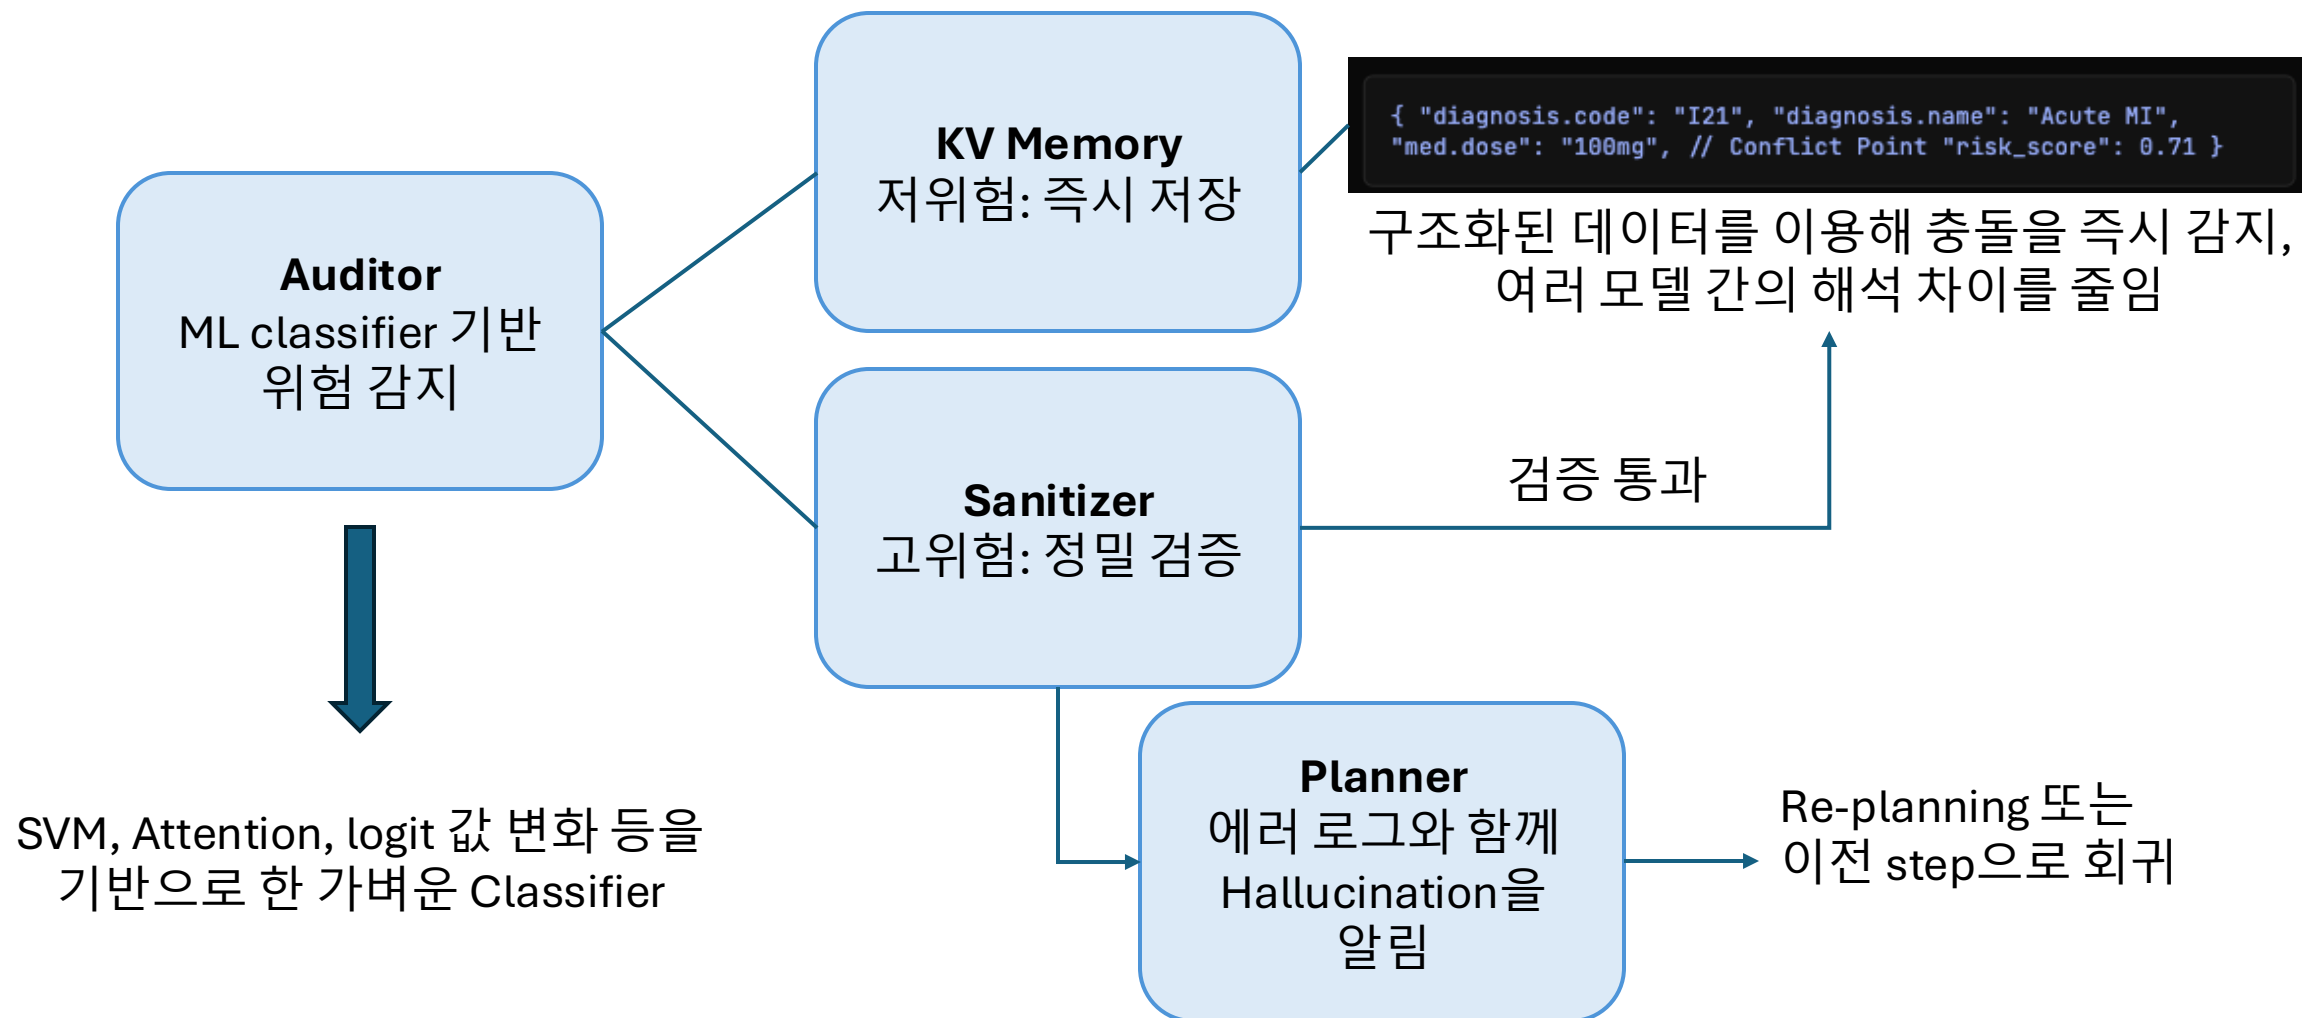 KV Memory
저위험: 즉시 저장
{ "diagnosis.code": "I21", "diagnosis.name": "Acute MI",
"med.dose": "100mg", // Conflict Point "risk_score": 0.71 }
구조화된 데이터를 이용해 충돌을 즉시 감지,
여러 모델 간의 해석 차이를 줄임
Auditor
ML classifier 기반
위험 감지
Sanitizer
고위험: 정밀 검증
검증 통과
SVM, Attention, logit 값 변화 등을
기반으로 한 가벼운 Classifier
Planner
에러 로그와 함께
Hallucination을
알림
Re-planning 또는
이전 step으로 회귀